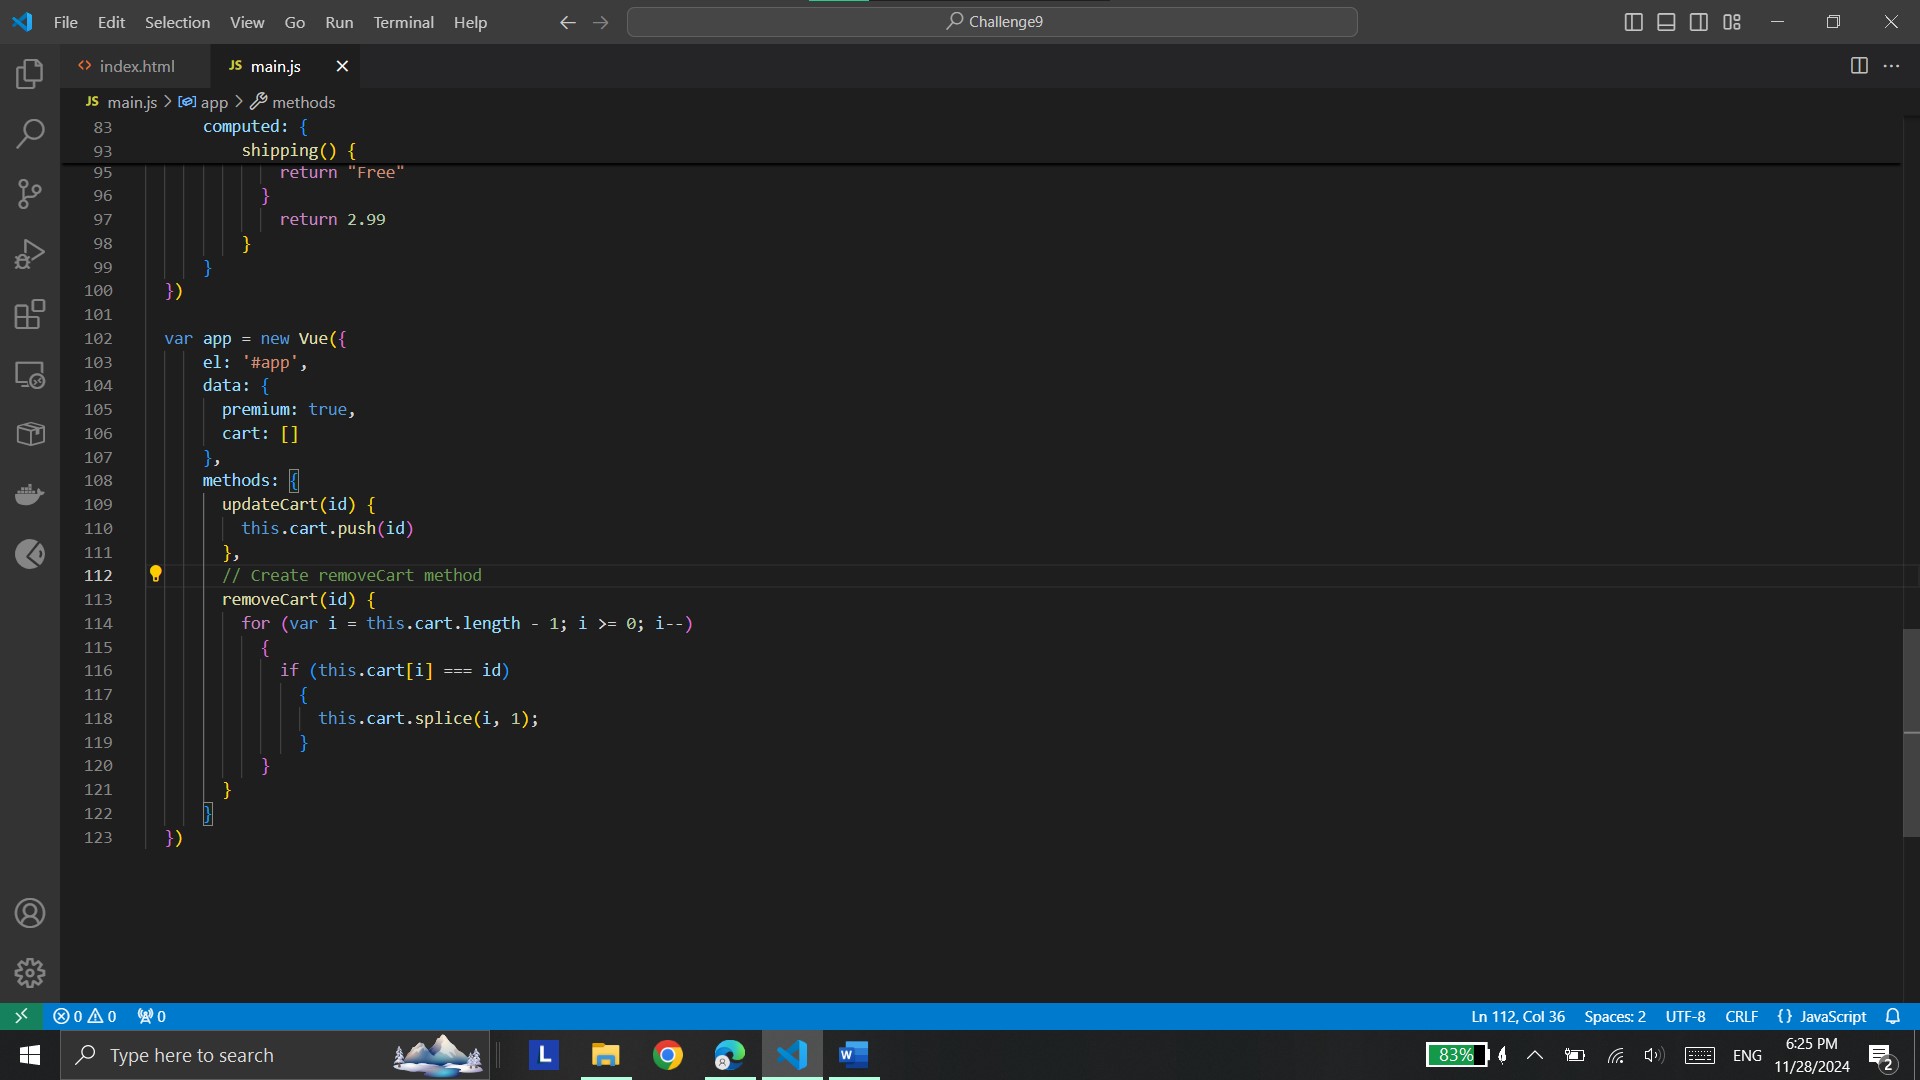 File Edit Selection View Go Run Terminal Help
Challenge9
index.html
JS main.js
JS main.js > app > methods
83 computed: {
93 shipping() {
95 return "Free"
96 }
97 return 2.99
98 }
99 }
100 })
101
102 var app = new Vue({
103 el: '#app',
104 data: {
105 premium: true,
106 cart: []
107 },
108 methods: {
109 updateCart(id) {
110 this.cart.push(id)
111 },
112 // Create removeCart method
113 removeCart(id) {
114 for (var i = this.cart.length - 1; i >= 0; i--)
115 {
116 if (this.cart[i] === id)
117 {
118 this.cart.splice(i, 1);
119 }
120 }
121 }
122 }
123 })
0 0 0
Ln 112, Col 36 Spaces: 2 UTF-8 CRLF {} JavaScript
Type here to search
L
W
83%
ENG
6:25 PM
11/28/2024
2